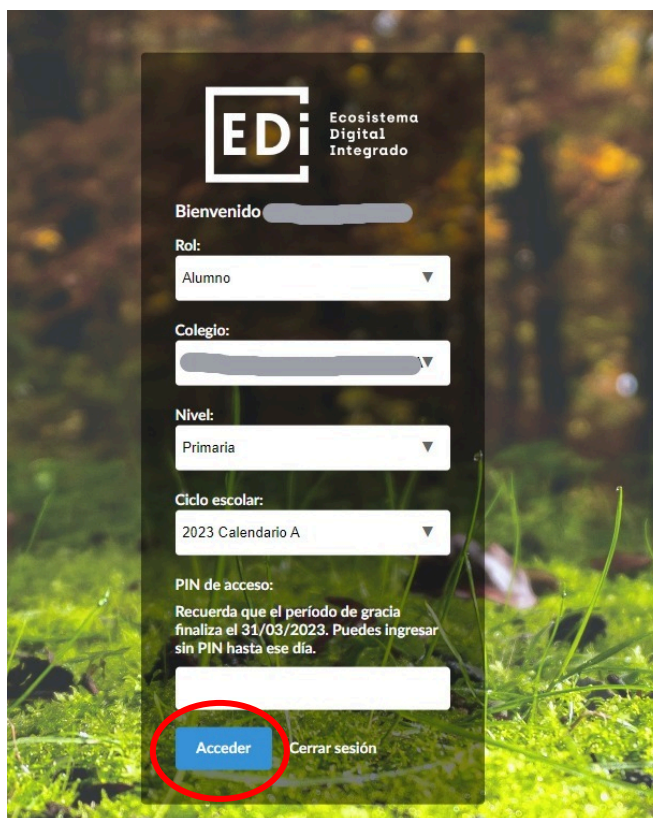 EDi
Ecosistema
Digital
Integrado
Bienvenido
Rol:
Alumno
Colegio:
Nivel:
Primaria
Ciclo escolar:
2023 Calendario A
PIN de acceso:
Recuerda que el período de gracia
finaliza el 31/03/2023. Puedes ingresar
sin PIN hasta ese día.
Acceder Cerrar sesión